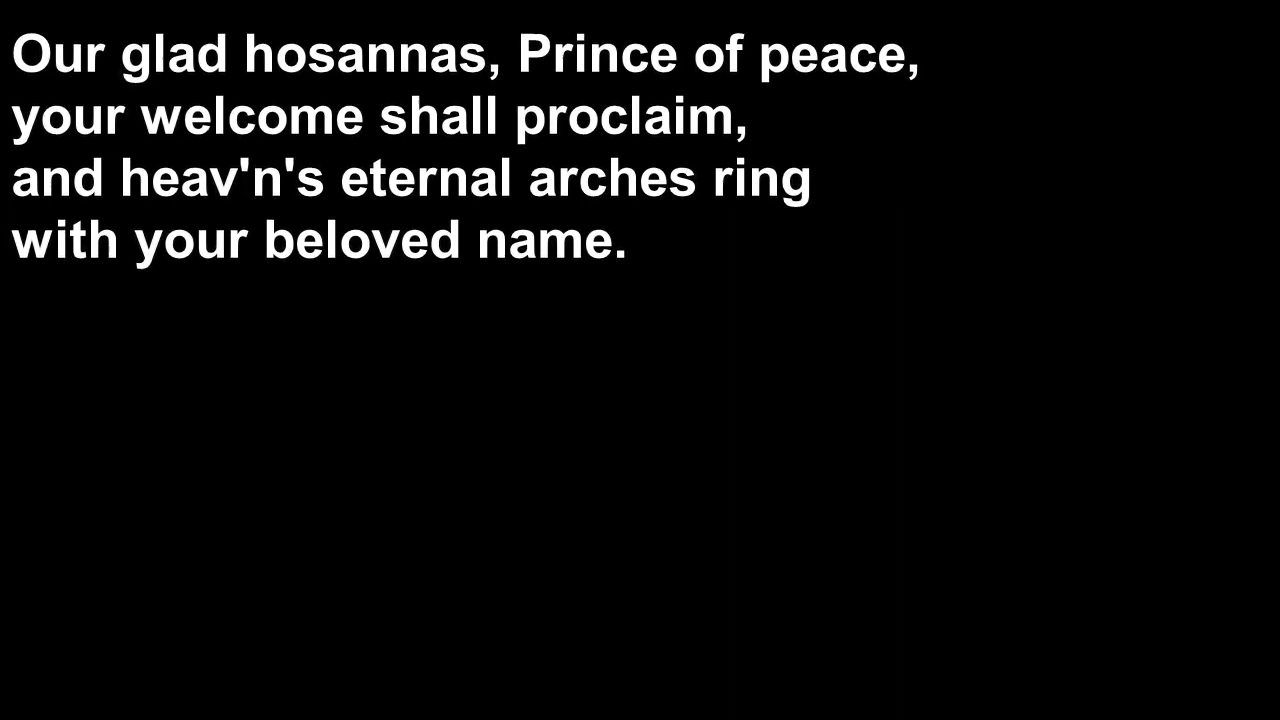 Our glad hosannas, Prince of peace,
your welcome shall proclaim,
and heav'n's eternal arches ring
with your beloved name.